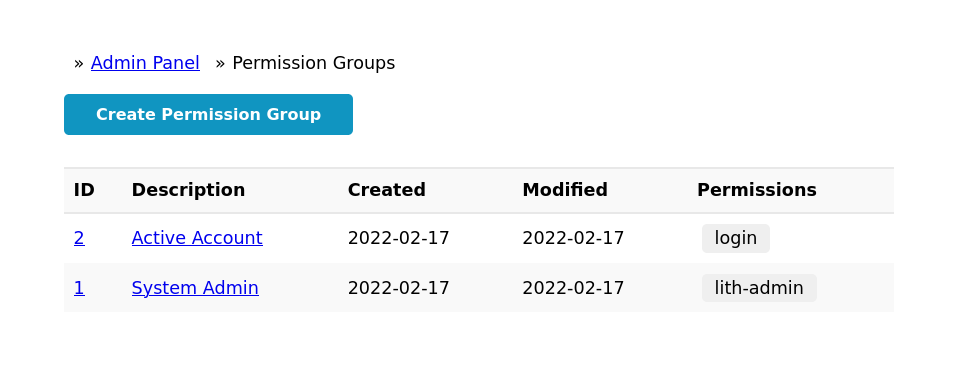 » Admin Panel » Permission Groups
Create Permission Group
ID Description Created Modified Permissions
2 Active Account 2022-02-17 2022-02-17 login
1 System Admin 2022-02-17 2022-02-17 lith-admin